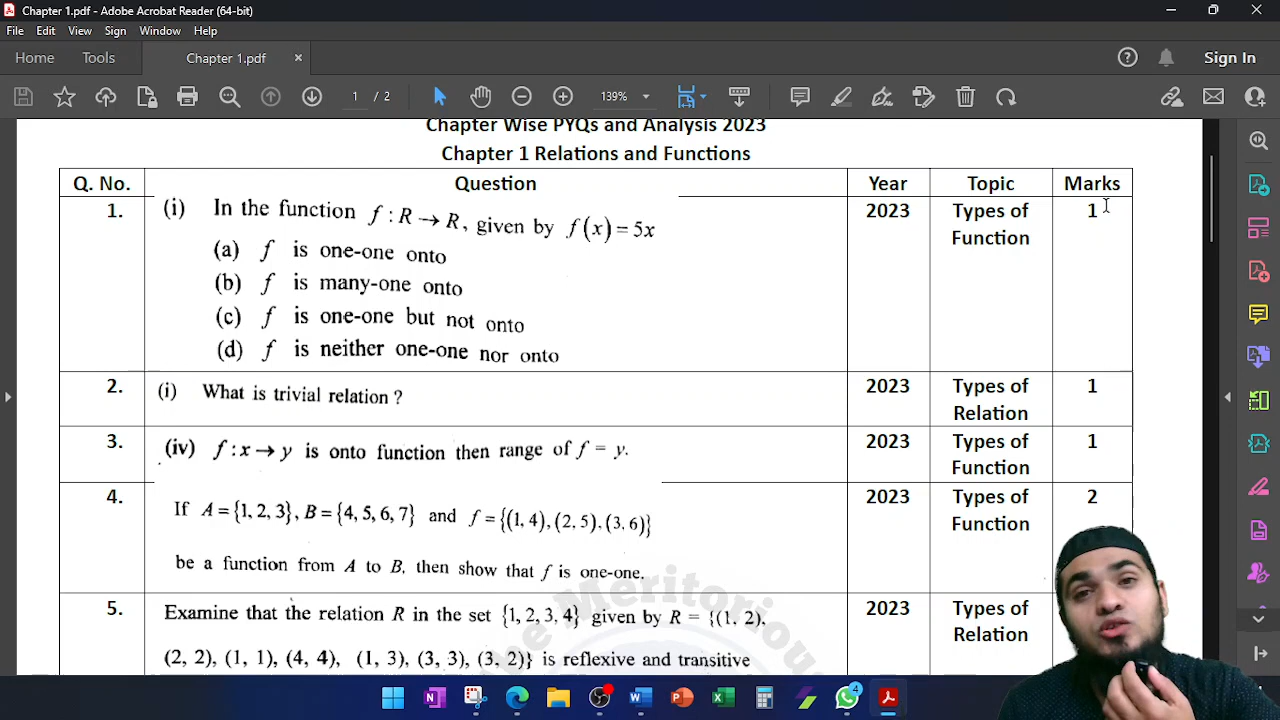 Chapter 1.pdf - Adobe Acrobat Reader (64-bit)
File Edit View Sign Window Help
Home Tools Chapter 1.pdf × Sign In
1 / 2 139%
Chapter Wise PYQs and Analysis 2023
Chapter 1 Relations and Functions
Q. No. Question Year Topic Marks
1. (i) In the function f : R → R, given by f(x) = 5x 2023 Types of 1
Function
(a) f is one-one onto
(b) f is many-one onto
(c) f is one-one but not onto
(d) f is neither one-one nor onto
2. (i) What is trivial relation ? 2023 Types of 1
Relation
3. (iv) f : x → y is onto function then range of f = y. 2023 Types of 1
Function
4. If A = {1, 2, 3}, B = {4, 5, 6, 7} and f = {(1, 4), (2, 5), (3, 6)} 2023 Types of 2
Function
be a function from A to B, then show that f is one-one.
5. Examine that the relation R in the set {1, 2, 3, 4} given by R = {(1, 2), 2023 Types of
Relation
(2, 2), (1, 1), (4, 4), (1, 3), (3, 3), (3, 2)} is reflexive and transitive
The Meritorious
4